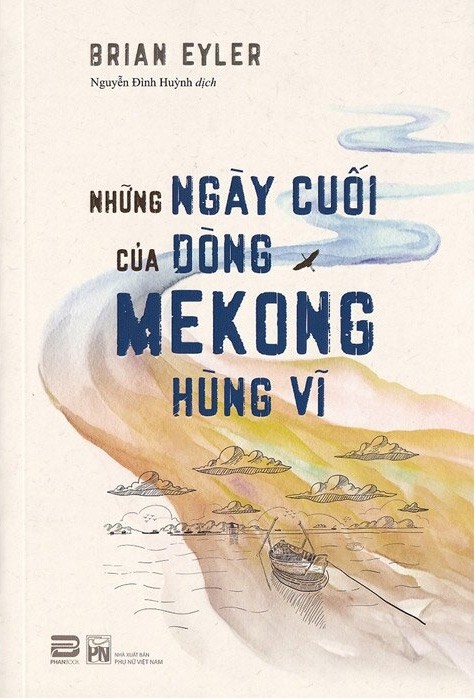 BRIAN EYLER
Nguyễn Đình Huỳnh dịch
NHỮNG NGÀY CUỐI
CỦA DÒNG
MEKONG
HÙNG VĨ
PHANBOOK
PN
NHÀ XUẤT BẢN
PHỤ NỮ VIỆT NAM